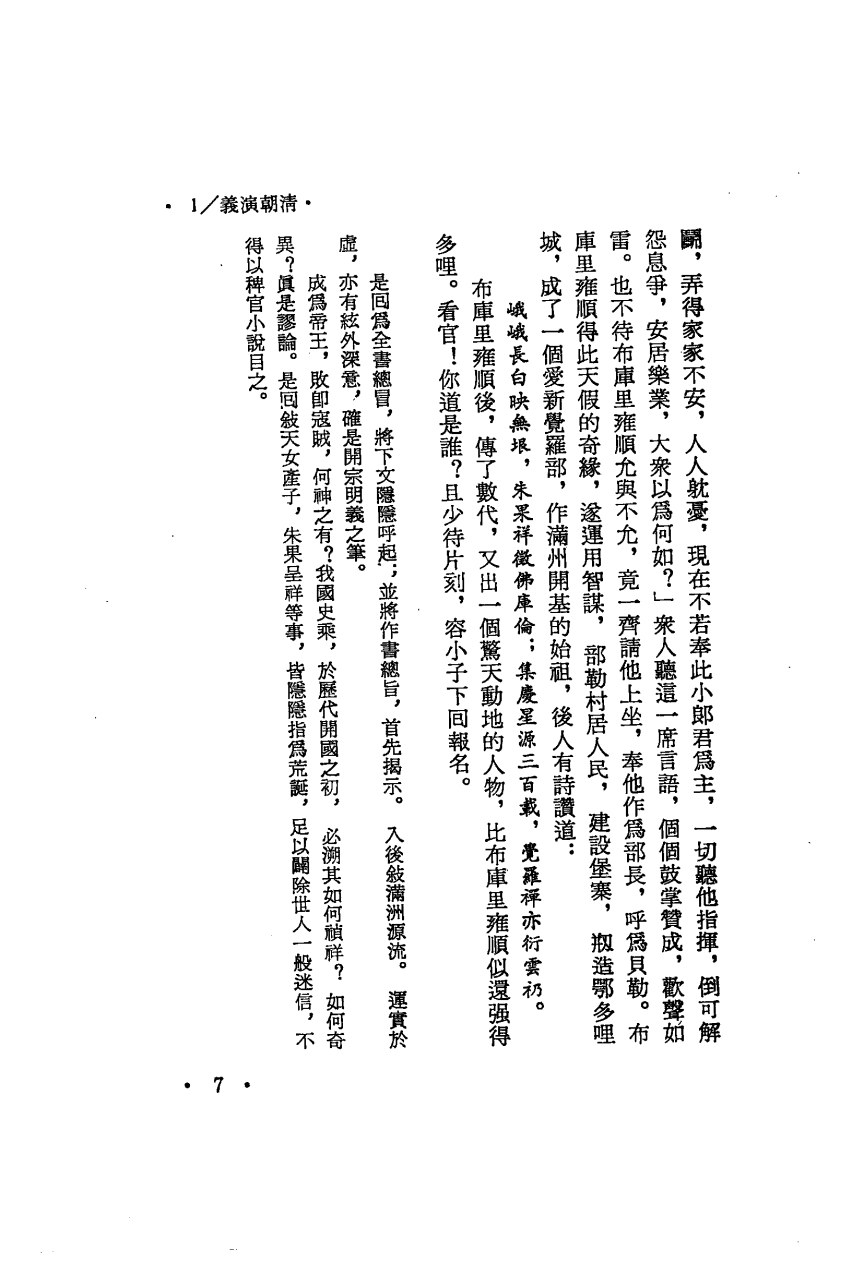 鬭，弄得家家不安，人人躭憂，現在不若奉此小郎君爲主，一切聽他指揮，倒可解
怨息爭，安居樂業，大衆以爲何如？」衆人聽這一席言語，個個鼓掌贊成，歡聲如
雷。也不待布庫里雍順允與不允，竟一齊請他上坐，奉他作爲部長，呼爲貝勒。布
庫里雍順得此天假的奇緣，遂運用智謀，部勒村居人民，建設堡寨，剏造鄂多哩
城，成了一個愛新覺羅部，作滿州開基的始祖，後人有詩讚道：
峨峨長白映無垠，朱果祥徵佛庫倫；集慶星源三百載，覺羅禪亦衍雲礽。
布庫里雍順後，傳了數代，又出一個驚天動地的人物，比布庫里雍順似還强得
多哩。看官！你道是誰？且少待片刻，容小子下囘報名。
是囘爲全書總冒，將下文隱隱呼起；並將作書總旨，首先揭示。入後敍滿洲源流。運實於
虛，亦有絃外深意，確是開宗明義之筆。
成爲帝王，敗卽寇賊，何神之有？我國史乘，於歷代開國之初，必溯其如何禎祥？如何奇
異？眞是謬論。是囘敍天女產子，朱果呈祥等事，皆隱隱指爲荒誕，足以闢除世人一般迷信，不
得以稗官小說目之。
• 1／義演朝清 •
• 7 •